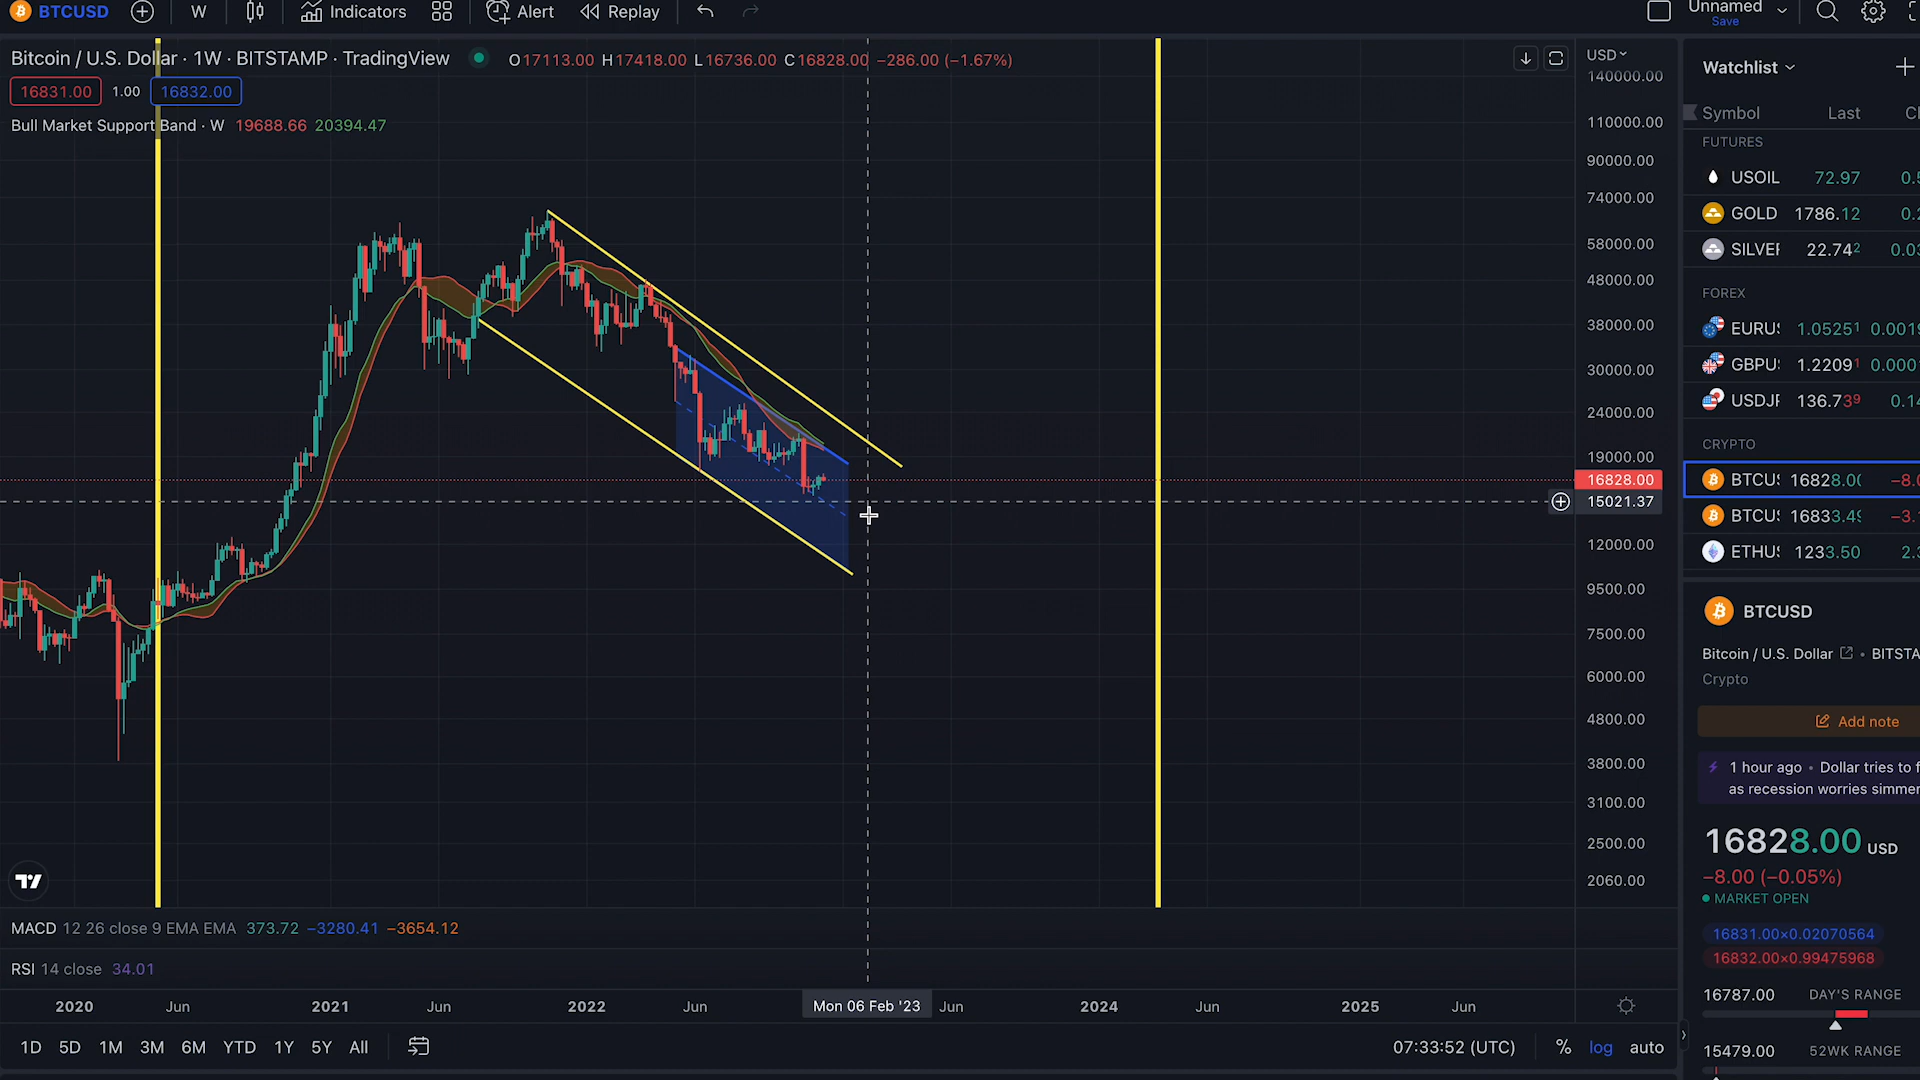 BTCUSD W Indicators Alert Replay Unnamed
Save
Bitcoin / U.S. Dollar · 1W · BITSTAMP · TradingView O17113.00 H17418.00 L16736.00 C16828.00 −286.00 (−1.67%)
16831.00 1.00 16832.00
Bull Market Support Band · W 19688.66 20394.47
USD
140000.00
110000.00
90000.00
74000.00
58000.00
48000.00
38000.00
30000.00
24000.00
19000.00
16828.00
15021.37
12000.00
9500.00
7500.00
6000.00
4800.00
3800.00
3100.00
2500.00
2060.00
MACD 12 26 close 9 EMA EMA 373.72 −3280.41 −3654.12
RSI 14 close 34.01
2020 Jun 2021 Jun 2022 Jun Mon 06 Feb '23 Jun 2024 Jun 2025 Jun
1D 5D 1M 3M 6M YTD 1Y 5Y All 07:33:52 (UTC) % log auto
Watchlist
Symbol Last
FUTURES
USOIL 72.97
GOLD 1786.12
SILVER 22.742
FOREX
EURUS 1.05251 0.0019
GBPUS 1.22091 0.000
USDJP 136.739 0.14
CRYPTO
BTCUS 16828.00 −8.0
BTCUS 16833.49 −3.
ETHUS 1233.50 2.3
BTCUSD
Bitcoin / U.S. Dollar • BITSTA
Crypto
Add note
1 hour ago • Dollar tries to f
as recession worries simmer
16828.00 USD
−8.00 (−0.05%)
MARKET OPEN
16831.00×0.02070564
16832.00×0.99475968
16787.00 DAY'S RANGE
15479.00 52WK RANGE